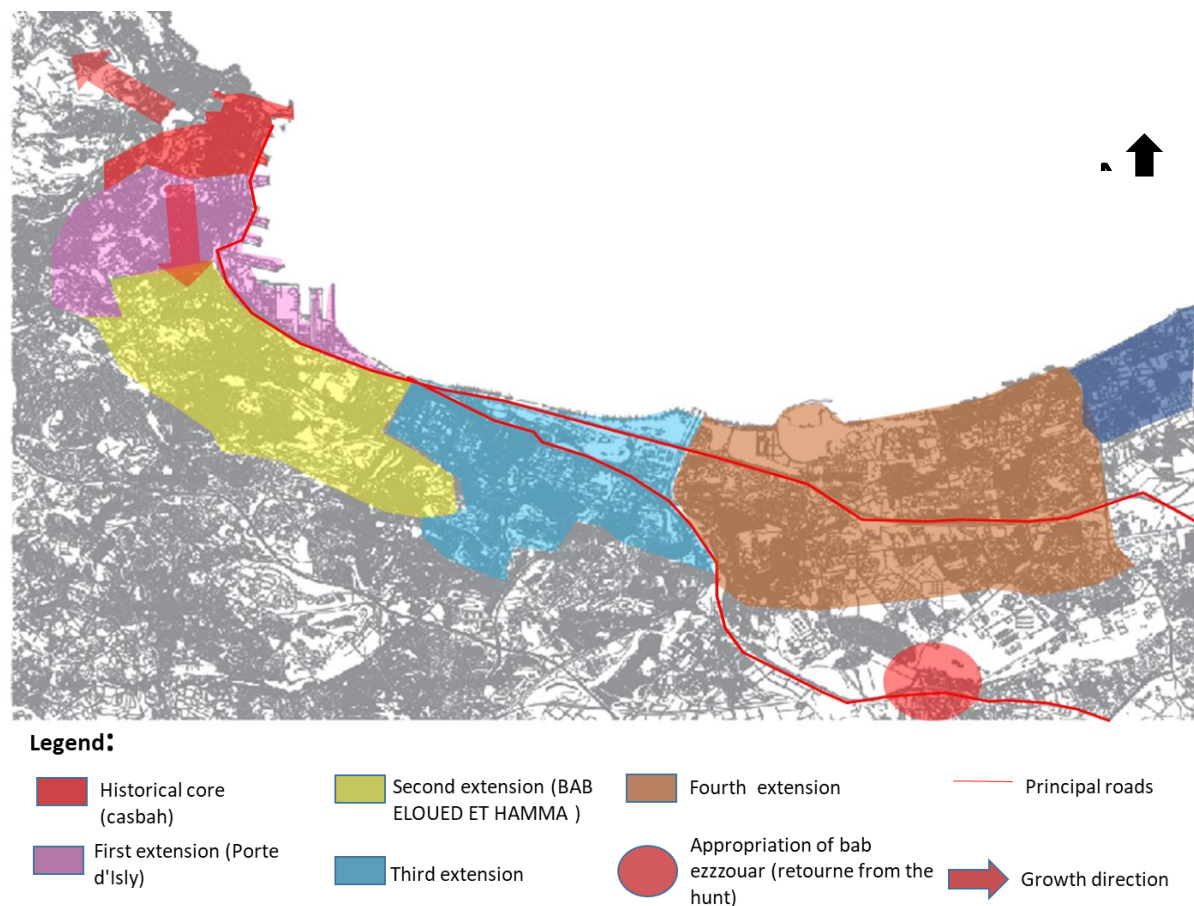 Legend:
Historical core
(casbah)
First extension (Porte
d'Isly)
Second extension (BAB
ELOUED ET HAMMA )
Third extension
Fourth  extension
Appropriation of bab
ezzzouar (retourne from the
hunt)
Principal roads
Growth direction